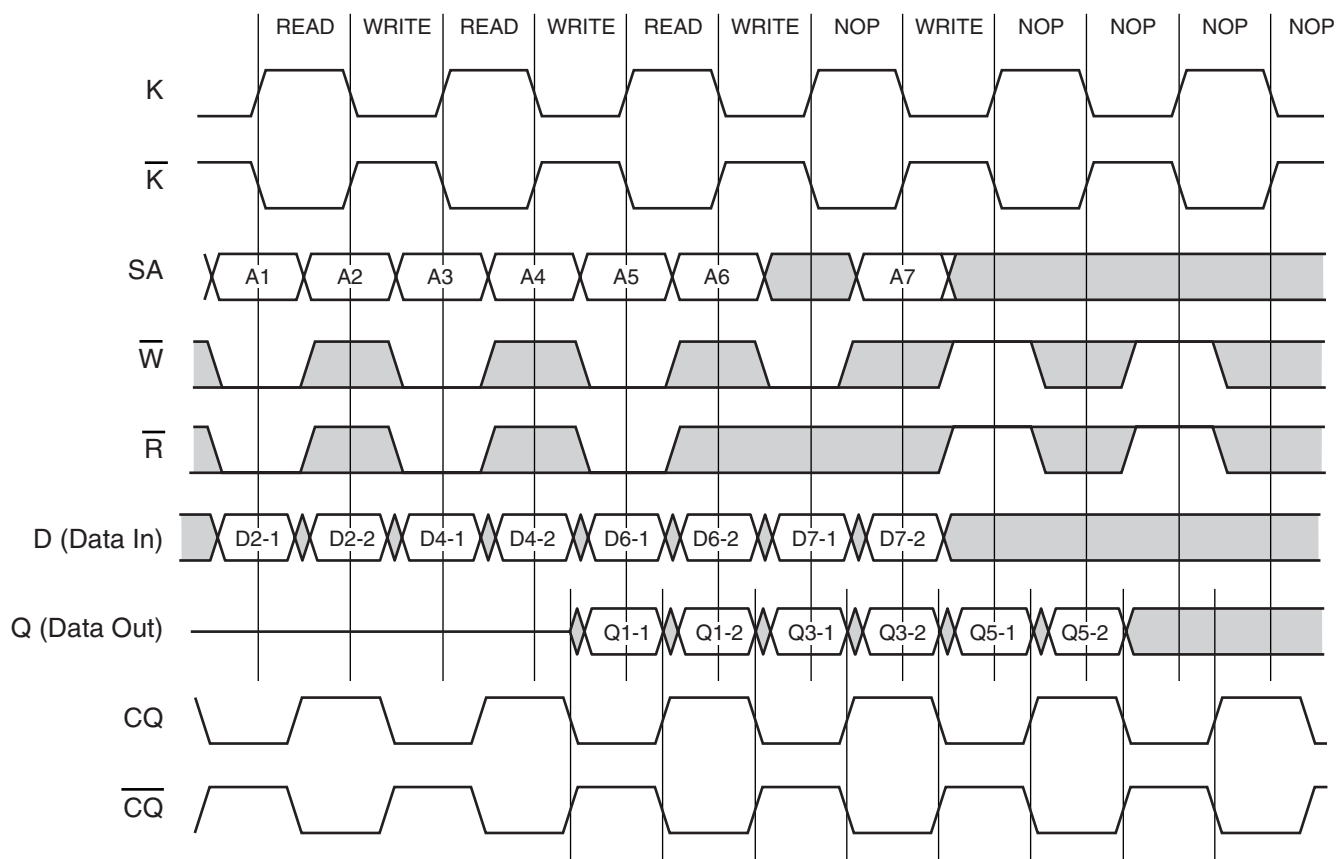 READ WRITE READ WRITE READ WRITE NOP WRITE NOP NOP NOP NOP
K
K̅
SA A1 A2 A3 A4 A5 A6 A7
W̅
R̅
D (Data In) D2-1 D2-2 D4-1 D4-2 D6-1 D6-2 D7-1 D7-2
Q (Data Out) Q1-1 Q1-2 Q3-1 Q3-2 Q5-1 Q5-2
CQ
C̅Q̅